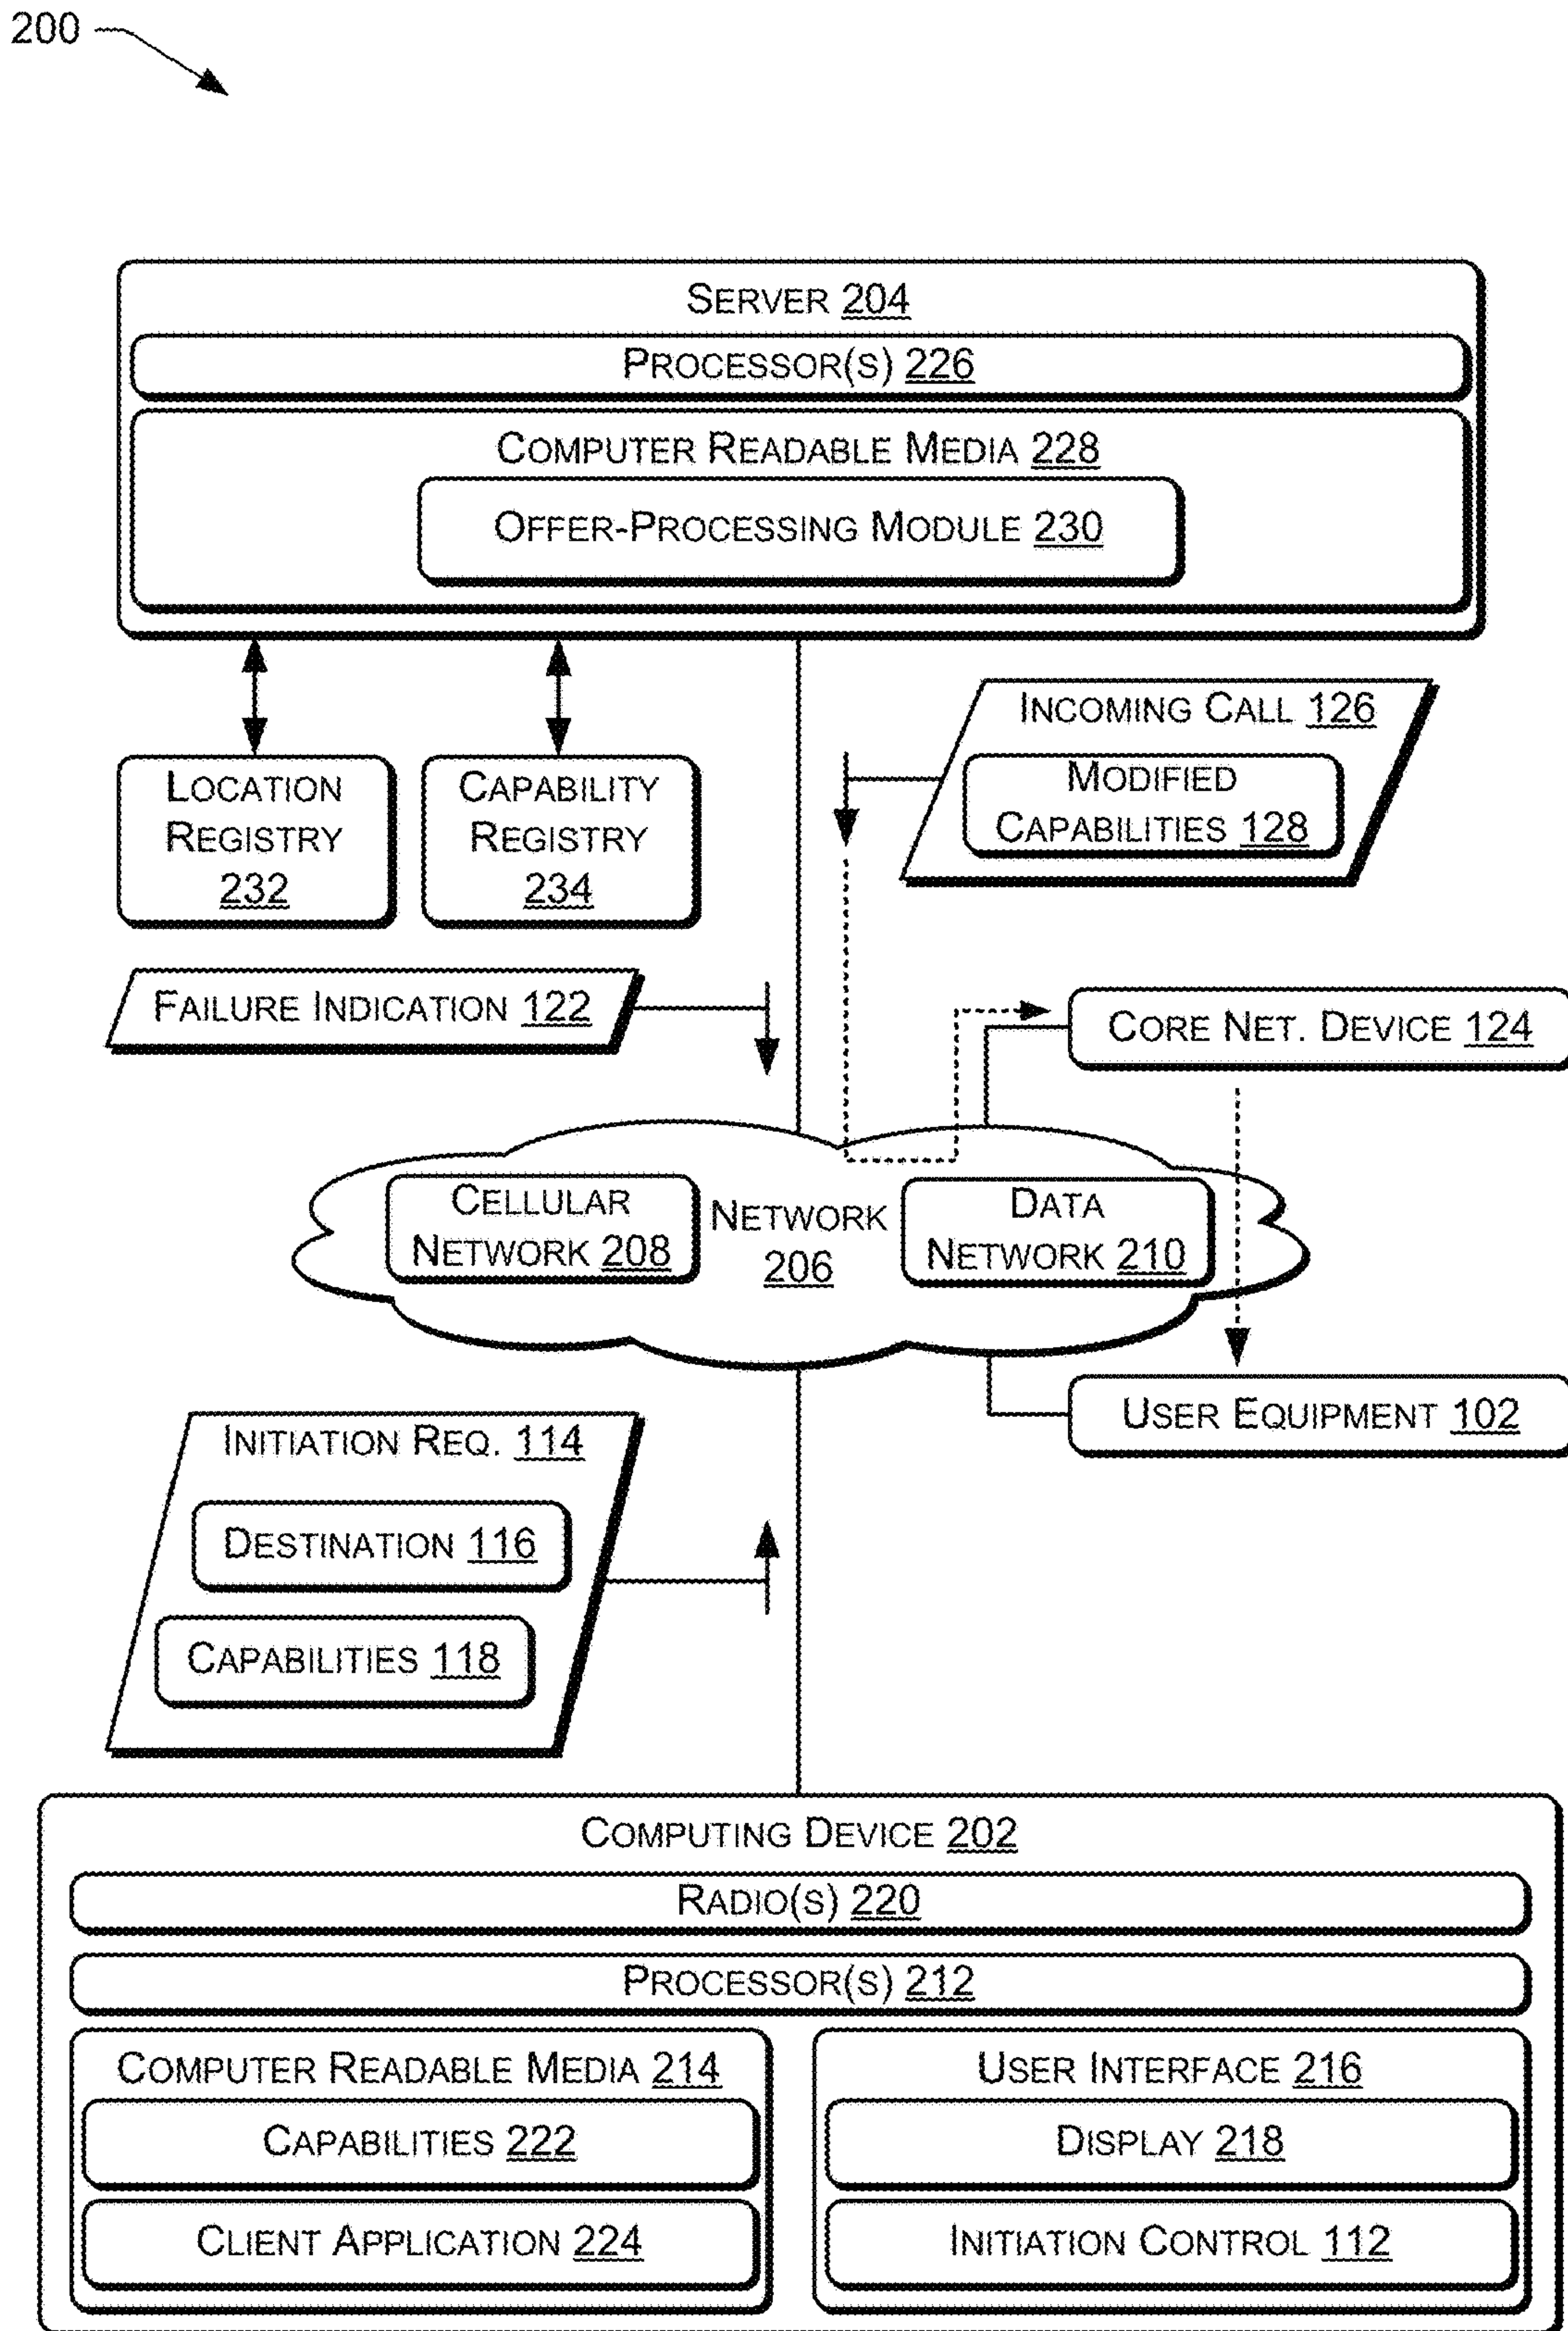 200
SERVER 204
PROCESSOR(S) 226
COMPUTER READABLE MEDIA 228
OFFER-PROCESSING MODULE 230
INCOMING CALL 126
MODIFIED
CAPABILITIES 128
LOCATION
REGISTRY
232
CAPABILITY
REGISTRY
234
FAILURE INDICATION 122
CORE NET. DEVICE 124
CELLULAR
NETWORK 208
NETWORK
206
DATA
NETWORK 210
USER EQUIPMENT 102
INITIATION REQ. 114
DESTINATION 116
CAPABILITIES 118
COMPUTING DEVICE 202
RADIO(S) 220
PROCESSOR(S) 212
COMPUTER READABLE MEDIA 214
CAPABILITIES 222
CLIENT APPLICATION 224
USER INTERFACE 216
DISPLAY 218
INITIATION CONTROL 112